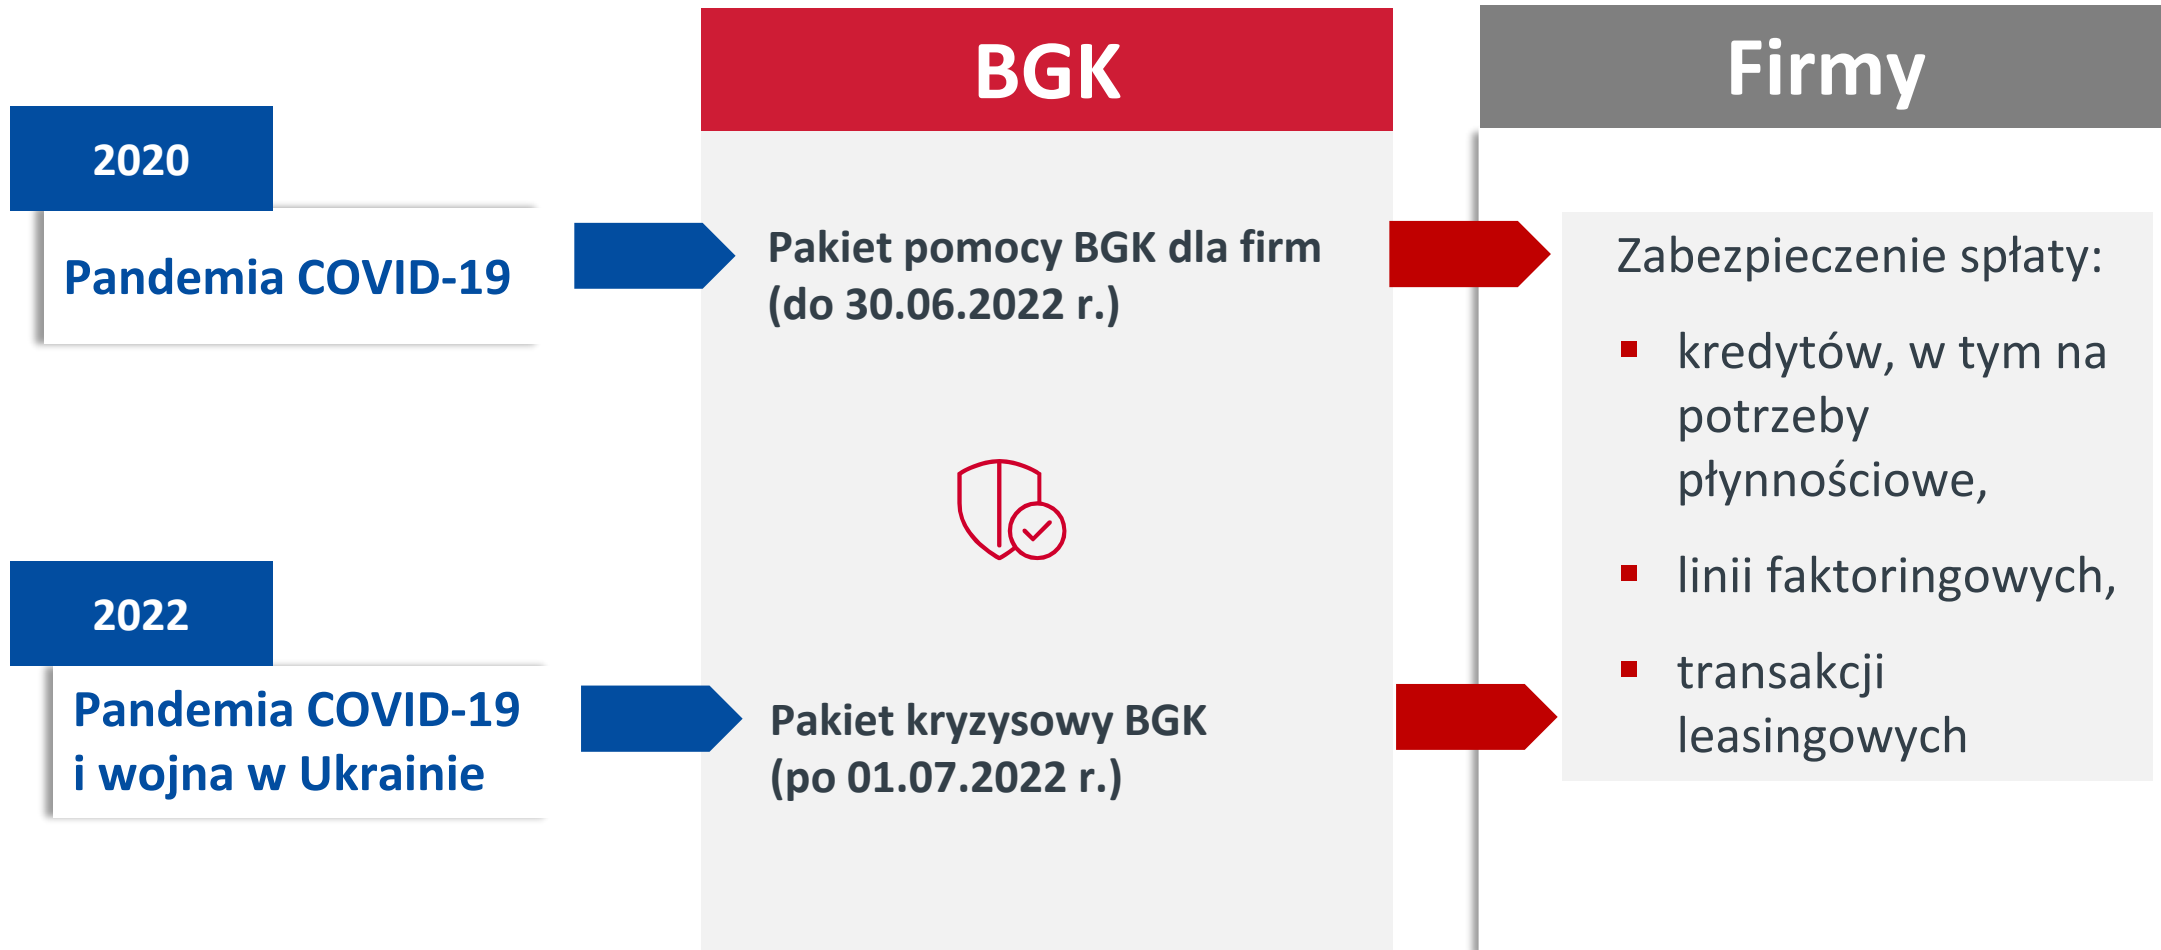 BGK
Firmy
2020
Pandemia COVID-19
Pakiet pomocy BGK dla firm
(do 30.06.2022 r.)
2022
Pandemia COVID-19
i wojna w Ukrainie
Pakiet kryzysowy BGK
(po 01.07.2022 r.)
Zabezpieczenie spłaty:
▪ kredytów, w tym na
potrzeby
płynnościowe,
▪ linii faktoringowych,
▪ transakcji
leasingowych